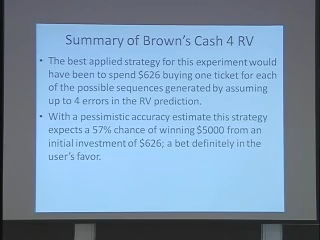 Summary of Brown's Cash 4 RV
• The best applied strategy for this experiment would
have been to spend $626 buying one ticket for each
of the possible sequences generated by assuming
up to 4 errors in the RV prediction.
• With a pessimistic accuracy estimate this strategy
expects a 57% chance of winning $5000 from an
initial investment of $626; a bet definitely in the
user's favor.